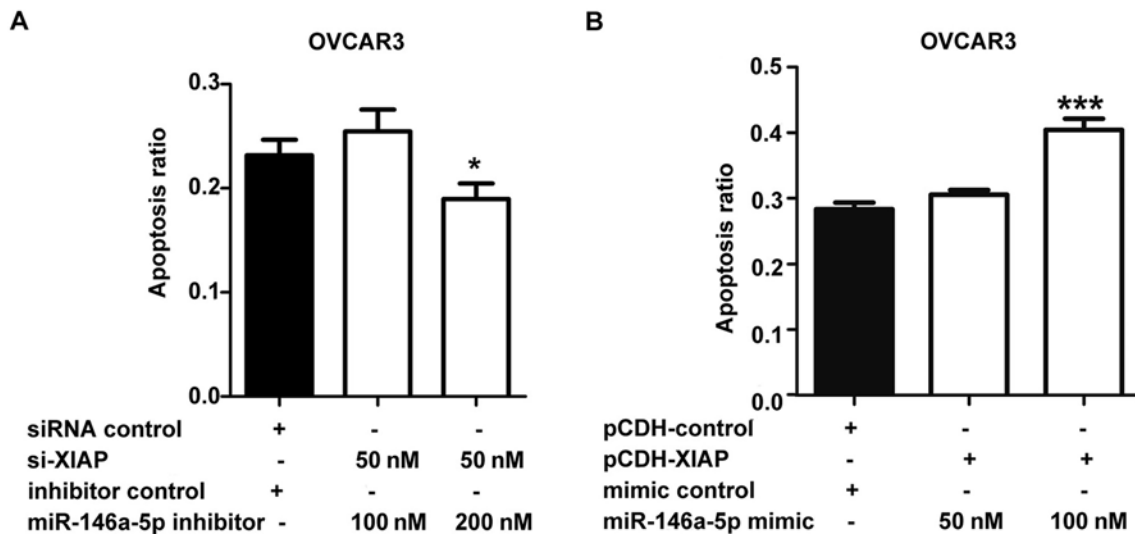 A
OVCAR3
0.3
0.2
0.1
0.0
Apoptosis ratio
*
siRNA control + - -
si-XIAP - 50 nM 50 nM
inhibitor control + - -
miR-146a-5p inhibitor - 100 nM 200 nM
B
OVCAR3
0.5
0.4
0.3
0.2
0.1
0.0
Apoptosis ratio
***
pCDH-control + - -
pCDH-XIAP - + +
mimic control + - -
miR-146a-5p mimic - 50 nM 100 nM